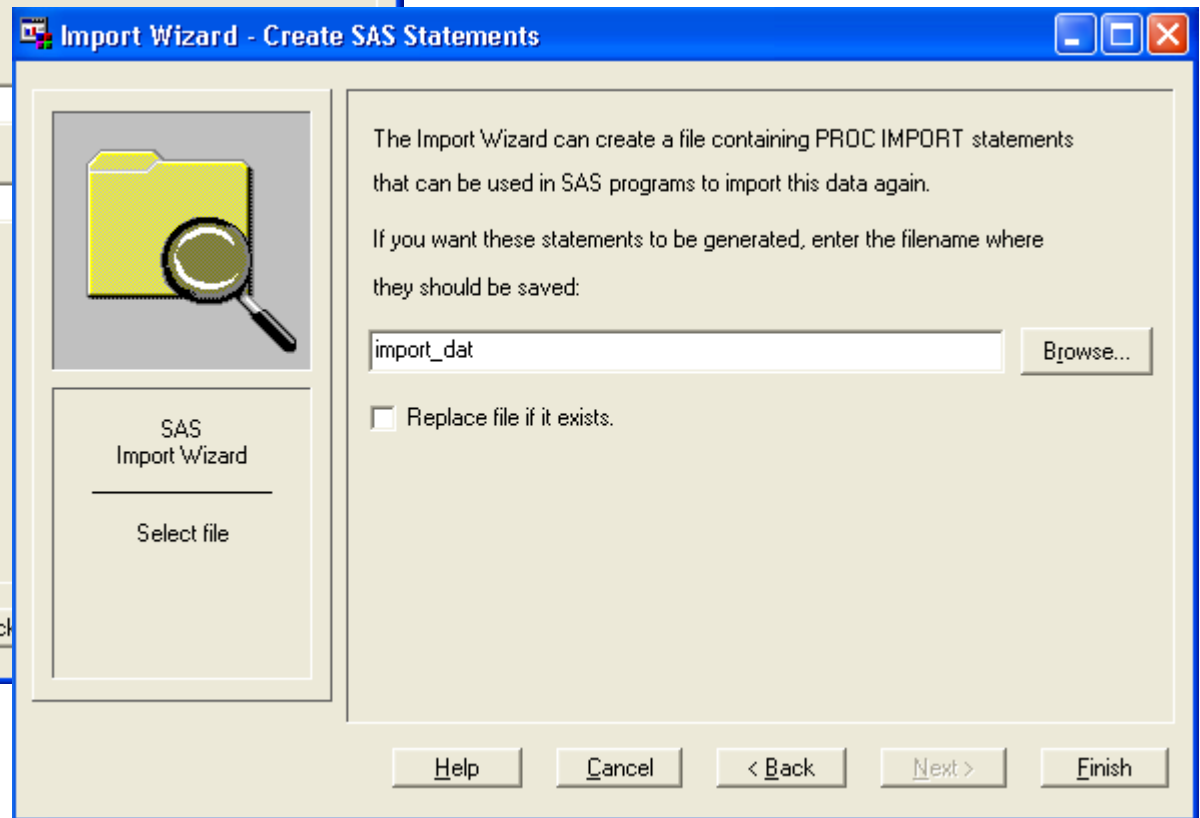 Import Wizard - Create SAS Statements
The Import Wizard can create a file containing PROC IMPORT statements
that can be used in SAS programs to import this data again.
If you want these statements to be generated, enter the filename where
they should be saved:
import_dat
Browse...
Replace file if it exists.
SAS
Import Wizard
Select file
Help
Cancel
< Back
Next >
Finish